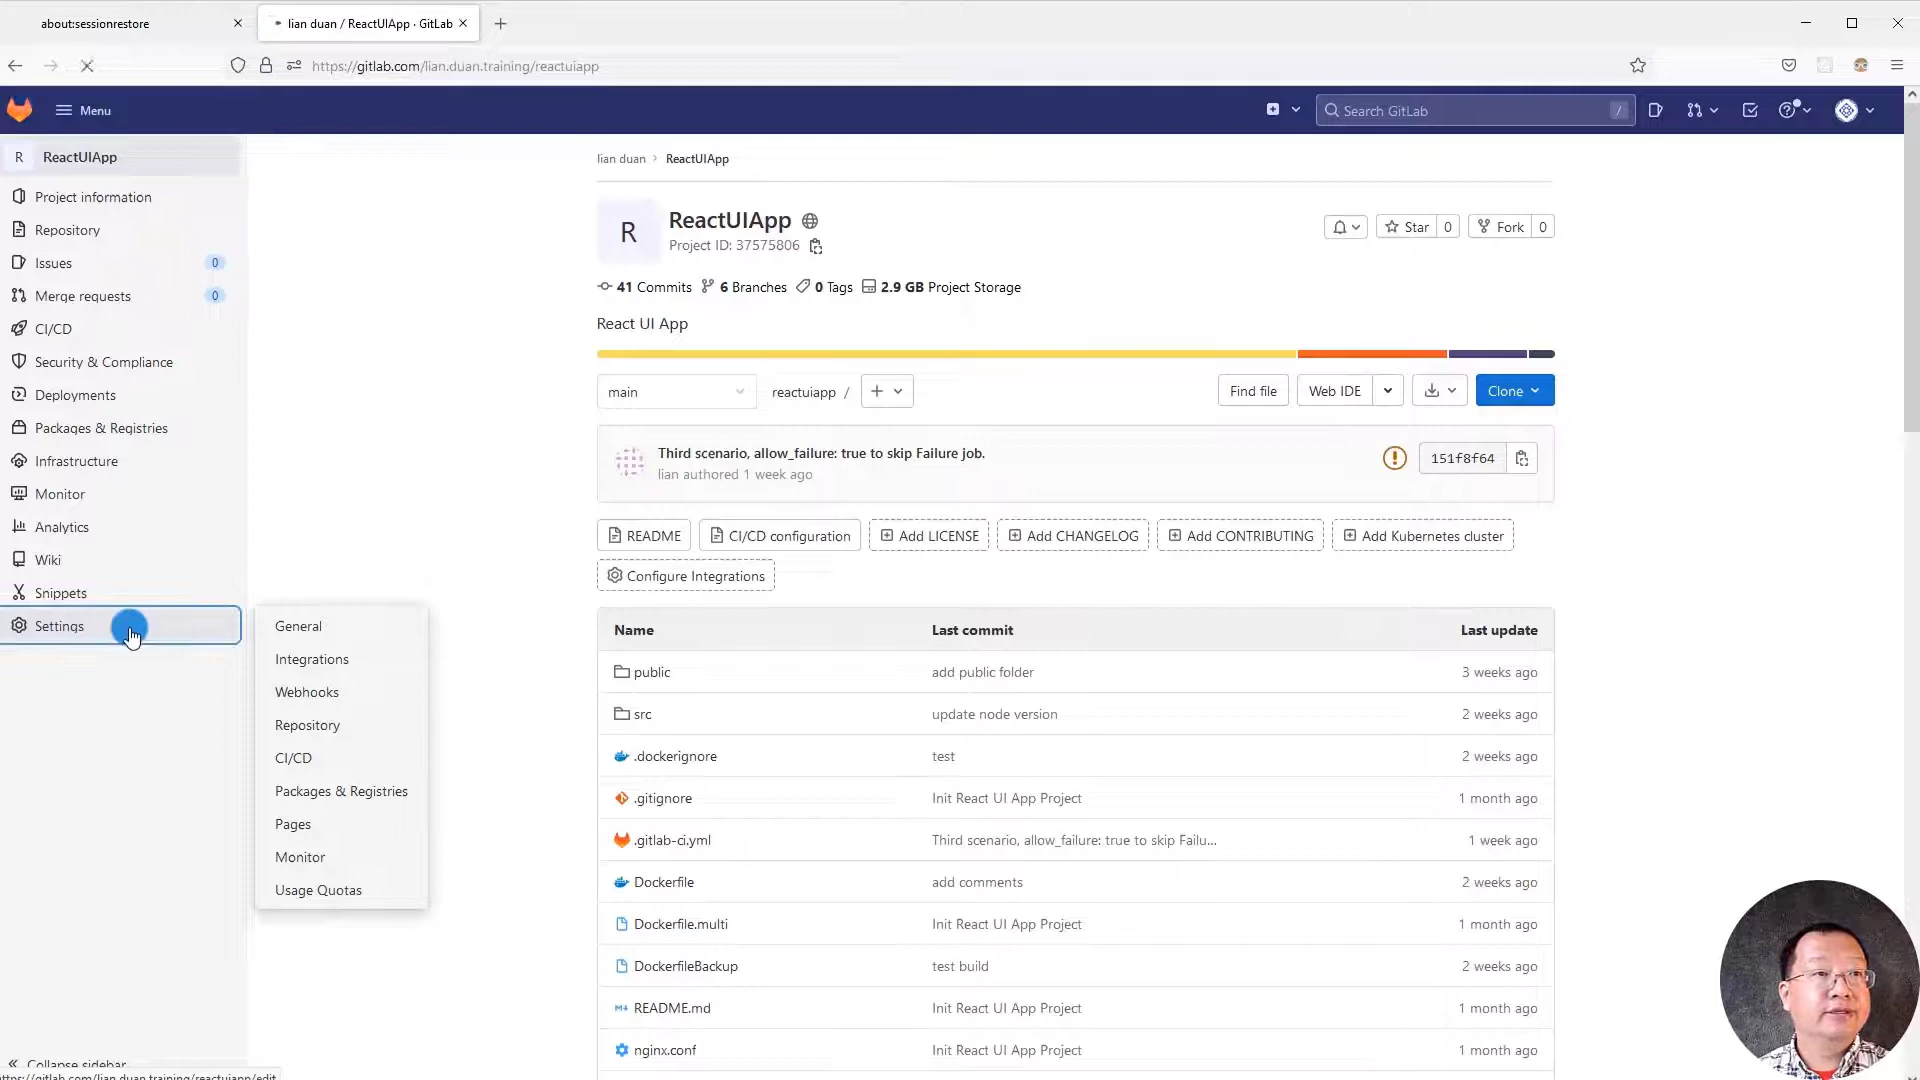 about:sessionrestore
lian duan / ReactUIApp · GitLab
https://gitlab.com/lian.duan.training/reactuiapp
Menu
Search GitLab /
R ReactUIApp
Project information
Repository
Issues 0
Merge requests 0
CI/CD
Security & Compliance
Deployments
Packages & Registries
Infrastructure
Monitor
Analytics
Wiki
Snippets
Settings
General
Integrations
Webhooks
Repository
CI/CD
Packages & Registries
Pages
Monitor
Usage Quotas
Collapse sidebar
https://gitlab.com/lian.duan.training/reactuiapp/edit
lian duan > ReactUIApp
R
ReactUIApp
Project ID: 37575806
Star 0
Fork 0
41 Commits 6 Branches 0 Tags 2.9 GB Project Storage
React UI App
main
reactuiapp /
Find file
Web IDE
Clone
Third scenario, allow_failure: true to skip Failure job.
lian authored 1 week ago
151f8f64
README
CI/CD configuration
Add LICENSE
Add CHANGELOG
Add CONTRIBUTING
Add Kubernetes cluster
Configure Integrations
Name Last commit Last update
public add public folder 3 weeks ago
src update node version 2 weeks ago
.dockerignore test 2 weeks ago
.gitignore Init React UI App Project 1 month ago
.gitlab-ci.yml Third scenario, allow_failure: true to skip Failu... 1 week ago
Dockerfile add comments 2 weeks ago
Dockerfile.multi Init React UI App Project 1 month ago
DockerfileBackup test build 2 weeks ago
README.md Init React UI App Project 1 month ago
nginx.conf Init React UI App Project 1 month ago